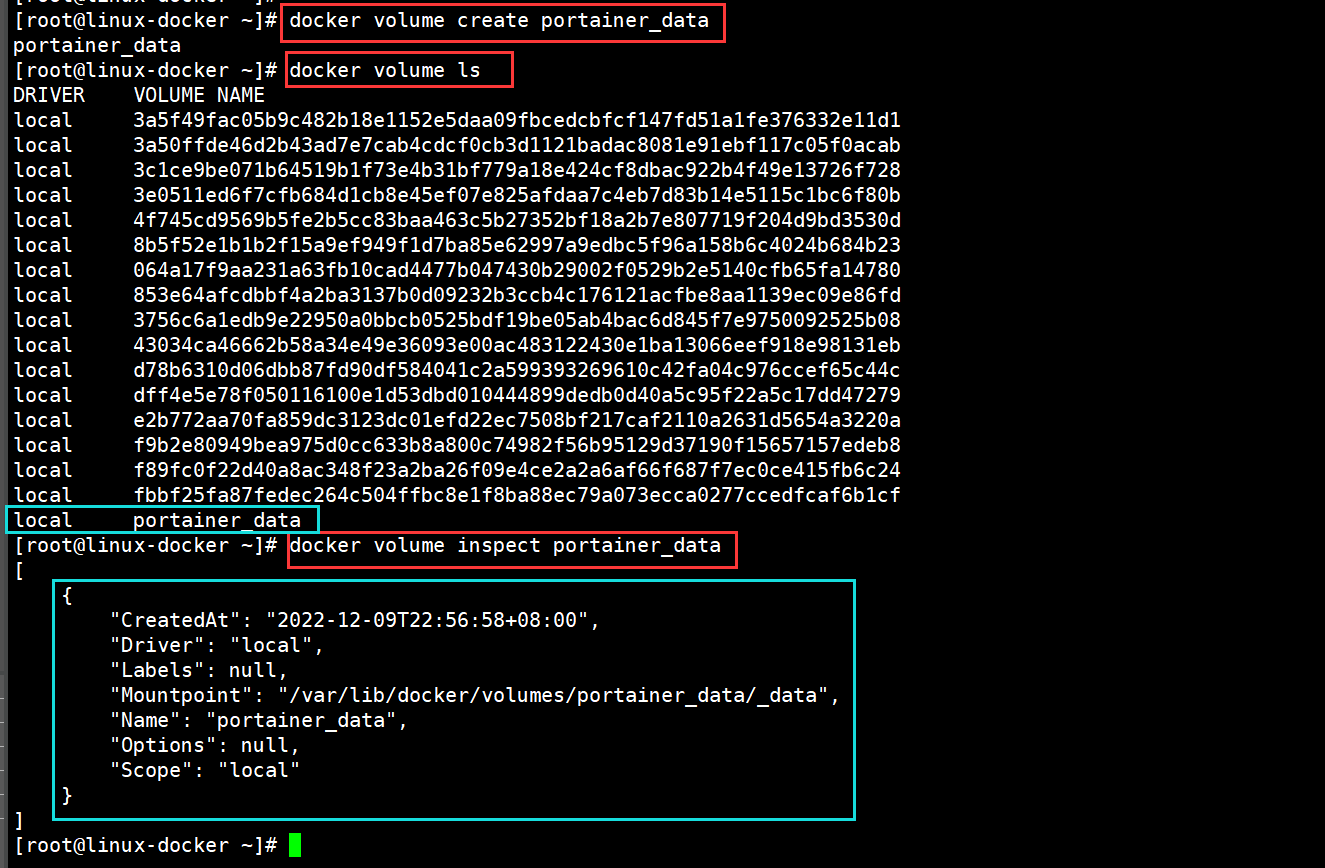 [root@linux-docker ~]# docker volume create portainer_data
portainer_data
[root@linux-docker ~]# docker volume ls
DRIVER    VOLUME NAME
local     3a5f49fac05b9c482b18e1152e5daa09fbcedcbfcf147fd51a1fe376332e11d1
local     3a50ffde46d2b43ad7e7cab4cdcf0cb3d1121badac8081e91ebf117c05f0acab
local     3c1ce9be071b64519b1f73e4b31bf779a18e424cf8dbac922b4f49e13726f728
local     3e0511ed6f7cfb684d1cb8e45ef07e825afdaa7c4eb7d83b14e5115c1bc6f80b
local     4f745cd9569b5fe2b5cc83baa463c5b27352bf18a2b7e807719f204d9bd3530d
local     8b5f52e1b1b2f15a9ef949f1d7ba85e62997a9edbc5f96a158b6c4024b684b23
local     064a17f9aa231a63fb10cad4477b047430b29002f0529b2e5140cfb65fa14780
local     853e64afcdbbf4a2ba3137b0d09232b3ccb4c176121acfbe8aa1139ec09e86fd
local     3756c6a1edb9e22950a0bbcb0525bdf19be05ab4bac6d845f7e9750092525b08
local     43034ca46662b58a34e49e36093e00ac483122430e1ba13066eef918e98131eb
local     d78b6310d06dbb87fd90df584041c2a599393269610c42fa04c976ccef65c44c
local     dff4e5e78f050116100e1d53dbd010444899dedb0d40a5c95f22a5c17dd47279
local     e2b772aa70fa859dc3123dc01efd22ec7508bf217caf2110a2631d5654a3220a
local     f9b2e80949bea975d0cc633b8a800c74982f56b95129d37190f15657157edeb8
local     f89fc0f22d40a8ac348f23a2ba26f09e4ce2a2a6af66f687f7ec0ce415fb6c24
local     fbbf25fa87fedec264c504ffbc8e1f8ba88ec79a073ecca0277ccedfcaf6b1cf
local     portainer_data
[root@linux-docker ~]# docker volume inspect portainer_data
[
    {
        "CreatedAt": "2022-12-09T22:56:58+08:00",
        "Driver": "local",
        "Labels": null,
        "Mountpoint": "/var/lib/docker/volumes/portainer_data/_data",
        "Name": "portainer_data",
        "Options": null,
        "Scope": "local"
    }
]
[root@linux-docker ~]#